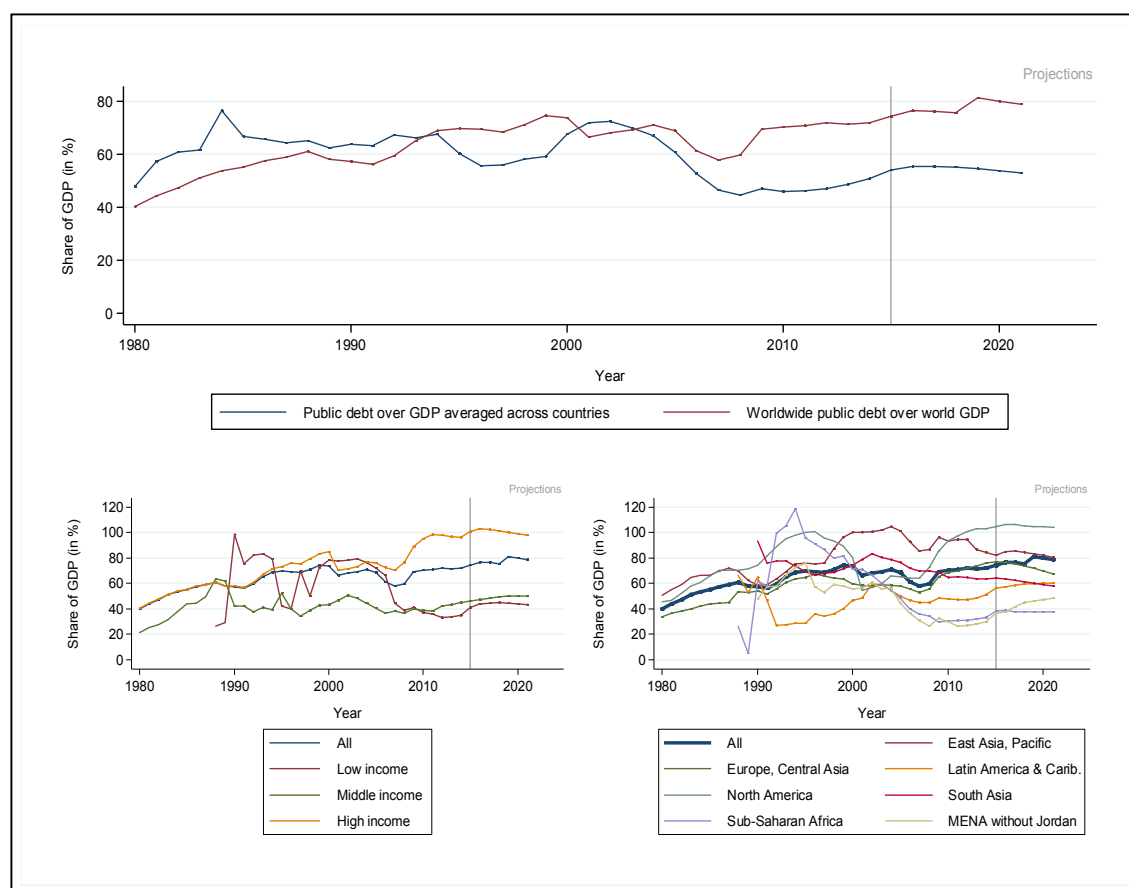 Projections
Share of GDP (in %)
80
60
40
20
0
1980 1990 2000 2010 2020
Year
Public debt over GDP averaged across countries Worldwide public debt over world GDP
Projections
Share of GDP (in %)
120
100
80
60
40
20
0
1980 1990 2000 2010 2020
Year
All
Low income
Middle income
High income
Projections
Share of GDP (in %)
120
100
80
60
40
20
0
1980 1990 2000 2010 2020
Year
All East Asia, Pacific
Europe, Central Asia Latin America & Carib.
North America South Asia
Sub-Saharan Africa MENA without Jordan